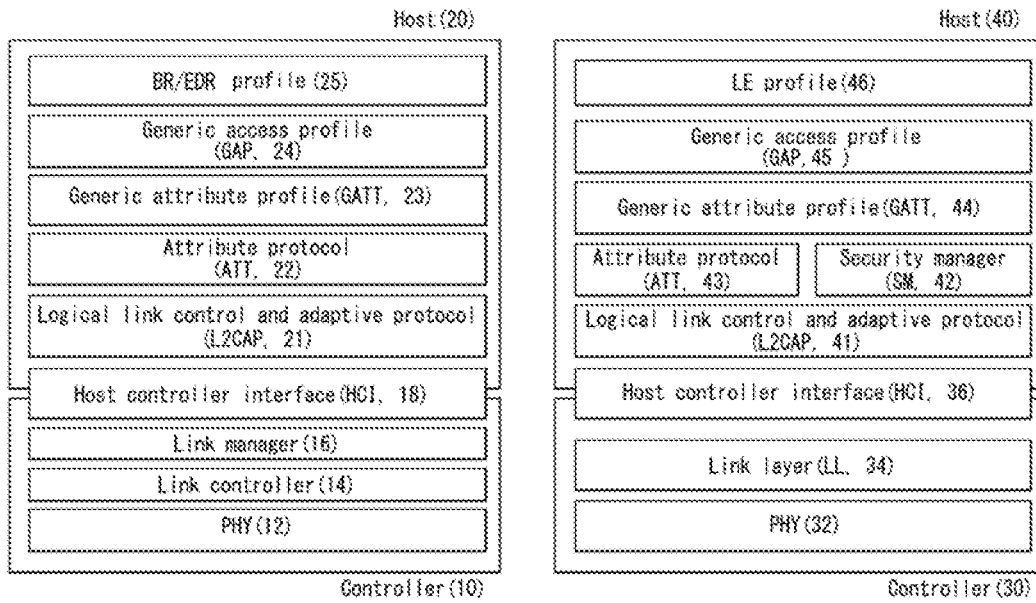 Host(20)
BR/EDR profile(25)
Generic access profile
(GAP, 24)
Generic attribute profile(GATT, 23)
Attribute protocol
(ATT, 22)
Logical link control and adaptive protocol
(L2CAP, 21)
Host controller interface(HCI, 18)
Link manager(16)
Link controller(14)
PHY(12)
Controller(10)
Host(40)
LE profile(46)
Generic access profile
(GAP,45 )
Generic attribute profile(GATT, 44)
Attribute protocol
(ATT, 43)
Security manager
(SM, 42)
Logical link control and adaptive protocol
(L2CAP, 41)
Host controller interface(HCI, 36)
Link layer(LL, 34)
PHY(32)
Controller(30)